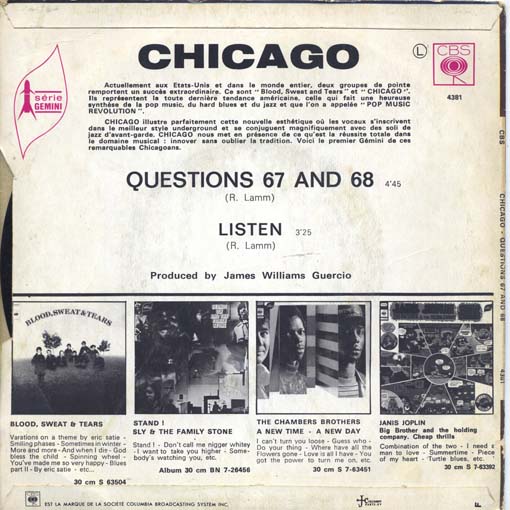 CHICAGO
L
CBS
4381
série
GEMINI
Actuellement aux Etats-Unis et dans le monde entier, deux groupes de pointe
remportent un succès extraordinaire. Ce sont "Blood, Sweat and Tears" et "CHICAGO".
Ils représentent la toute dernière tendance américaine, celle qui fait une heureuse
synthèse de la pop music, du hard blues et du jazz et que l'on a appelée "POP MUSIC
REVOLUTION".
CHICAGO illustre parfaitement cette nouvelle esthétique où les vocaux s'inscrivent
dans le meilleur style underground et se conjuguent magnifiquement avec des soli de
jazz d'avant-garde. CHICAGO nous met en présence de ce qu'est la réussite totale dans
le domaine musical : innover sans oublier la tradition. Voici le premier Gémini de ces
remarquables Chicagoans.
QUESTIONS 67 AND 68 4'45
(R. Lamm)
LISTEN 3'25
(R. Lamm)
Produced by James Williams Guercio
CHICAGO - QUESTIONS 67 AND 68
4381
BLOOD, SWEAT & TEARS
BLOOD, SWEAT & TEARS
Varations on a theme by eric satie -
Smiling phases - Sometimes in winter -
More and more - And when I die - God
bless the child - Spinning wheel -
You've made me so very happy - Blues
part II - By eric satie - etc...
30 cm S 63504
STAND !
SLY & THE FAMILY STONE
Stand ! - Don't call me nigger whitey
- I want to take you higher - Some-
body's watching you, etc.
Album 30 cm BN 7-26456
THE CHAMBERS BROTHERS
A NEW TIME - A NEW DAY
I can't turn you loose - Guess who -
Do your thing - Where have all the
Flowers gone - Love is all I have - You
got the power to turn me on, etc.
30 cm S 7-63451
JANIS JOPLIN
Big Brother and the holding
company. Cheap thrills
Combination of the two - I need a
man to love - Summertime - Piece
of my heart - 'Turtle blues, etc.
30 cm S 7-63392
CBS EST LA MARQUE DE LA SOCIÉTÉ COLUMBIA BROADCASTING SYSTEM INC.